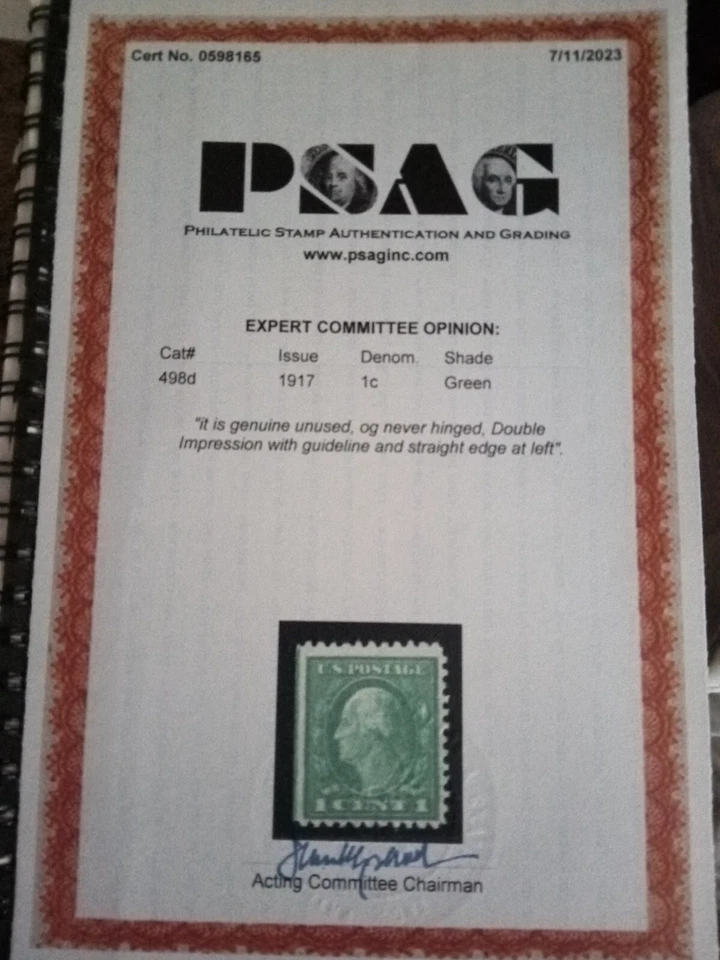 Cert No. 0598165 7/11/2023
PSAG
PHILATELIC STAMP AUTHENTICATION AND GRADING
www.psaginc.com
EXPERT COMMITTEE OPINION:
Cat# Issue Denom. Shade
498d 1917 1c Green
"it is genuine unused, og never hinged, Double
Impression with guideline and straight edge at left".
U.S. POSTAGE
1 CENT 1
Acting Committee Chairman